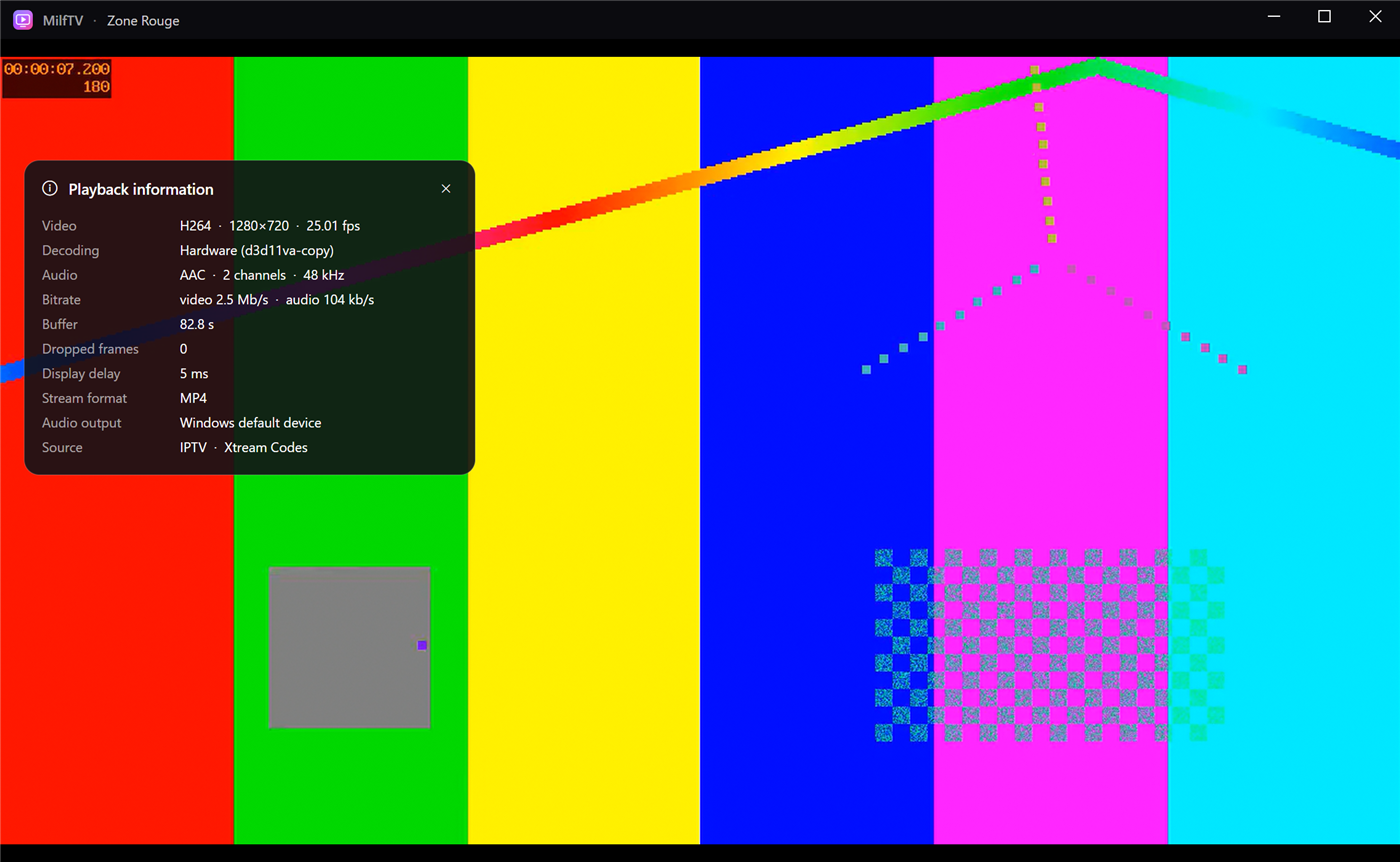 MilfTV · Zone Rouge
00:00:07.200
180
Playback information
Video H264 · 1280×720 · 25.01 fps
Decoding Hardware (d3d11va-copy)
Audio AAC · 2 channels · 48 kHz
Bitrate video 2.5 Mb/s · audio 104 kb/s
Buffer 82.8 s
Dropped frames 0
Display delay 5 ms
Stream format MP4
Audio output Windows default device
Source IPTV · Xtream Codes